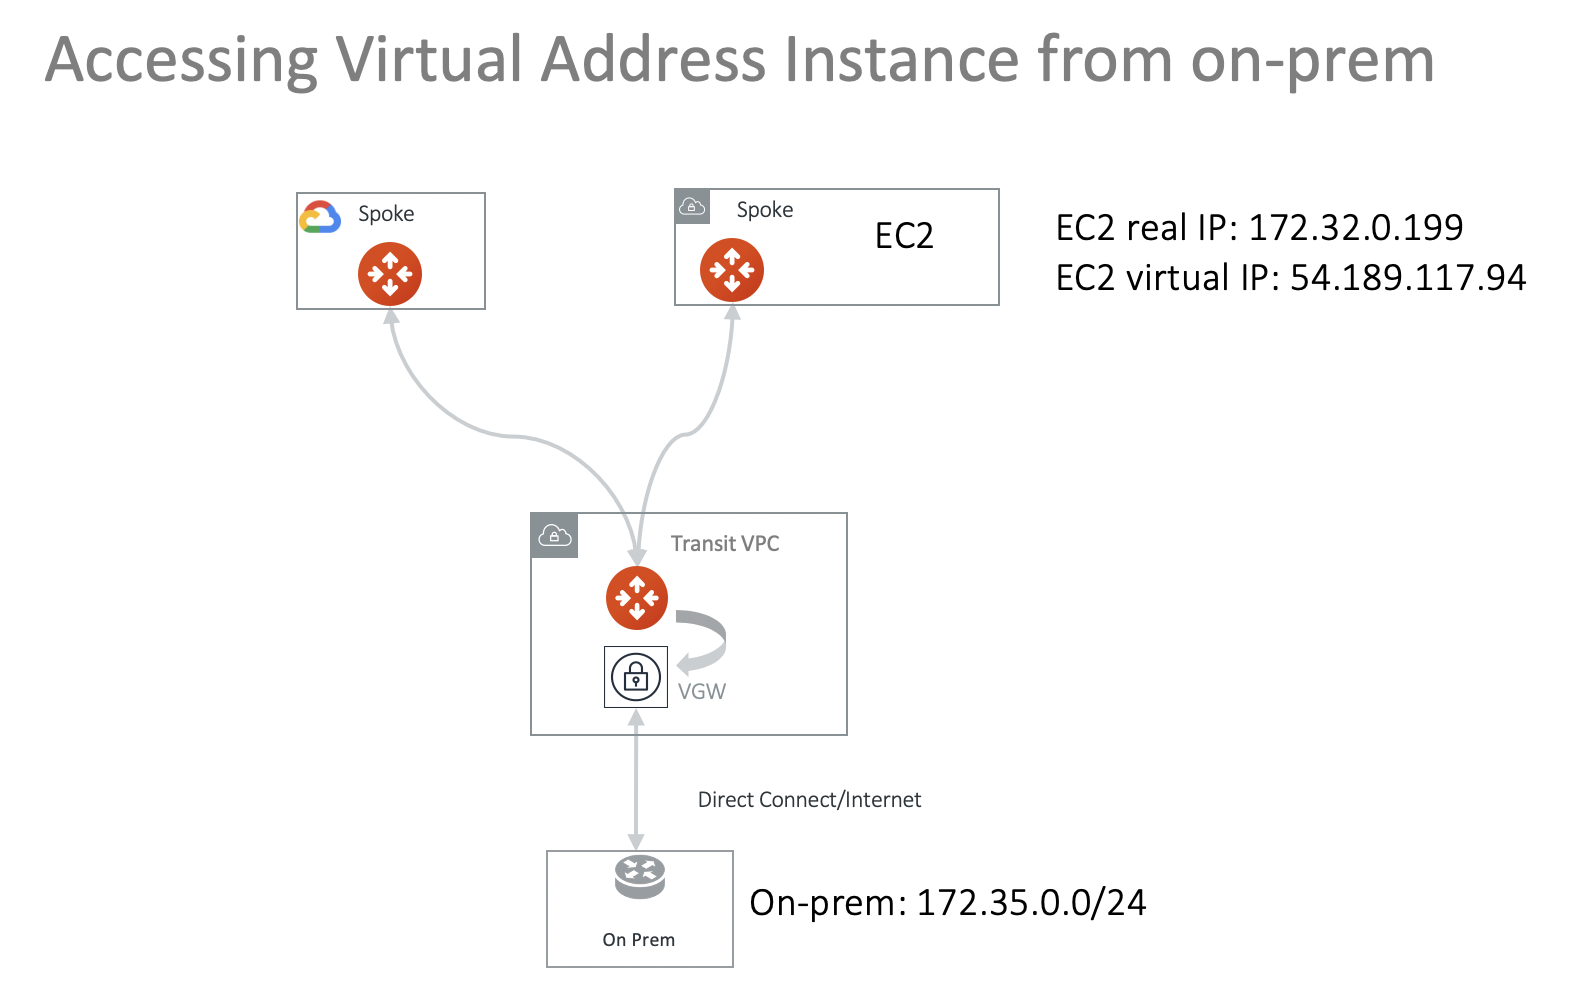 Accessing Virtual Address Instance from on-prem
Spoke
Spoke
EC2
EC2 real IP: 172.32.0.199
EC2 virtual IP: 54.189.117.94
Transit VPC
VGW
Direct Connect/Internet
On-prem: 172.35.0.0/24
On Prem